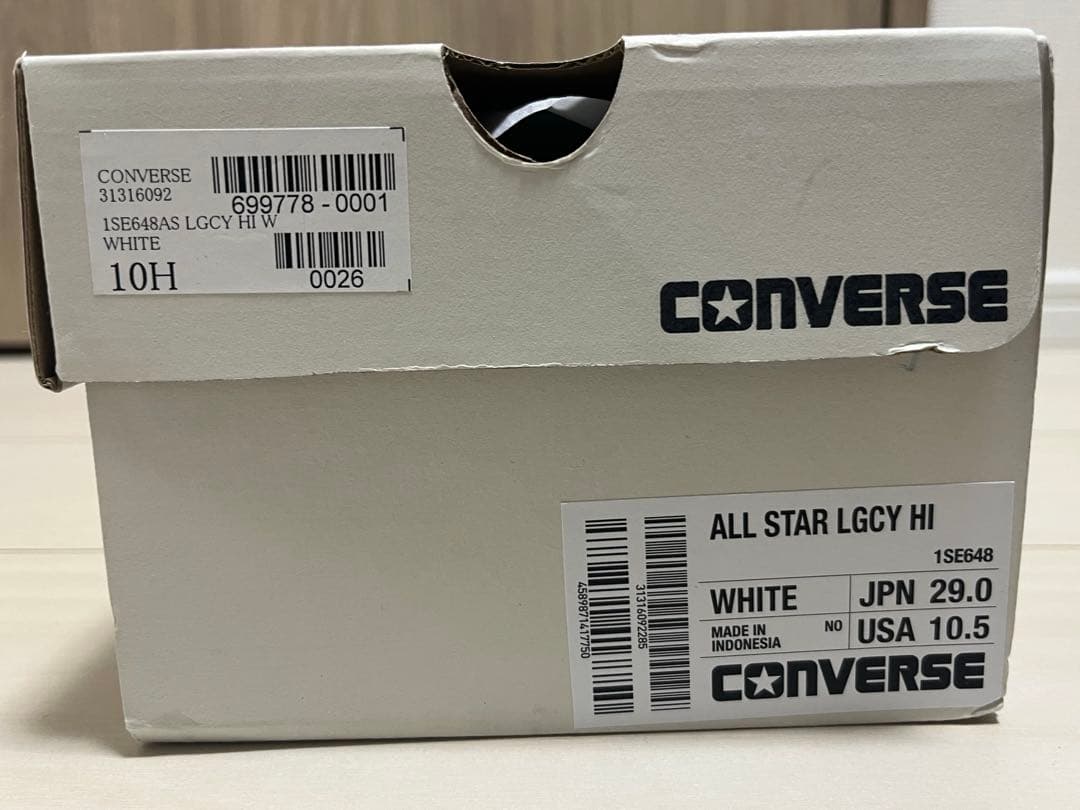 CONVERSE
31316092
699778-0001
1SE648AS LGCY HI W
WHITE
10H
0026
CONVERSE
ALL STAR LGCY HI
1SE648
WHITE
JPN 29.0
MADE IN
INDONESIA
NO
USA 10.5
CONVERSE
4589871417750
31316092285